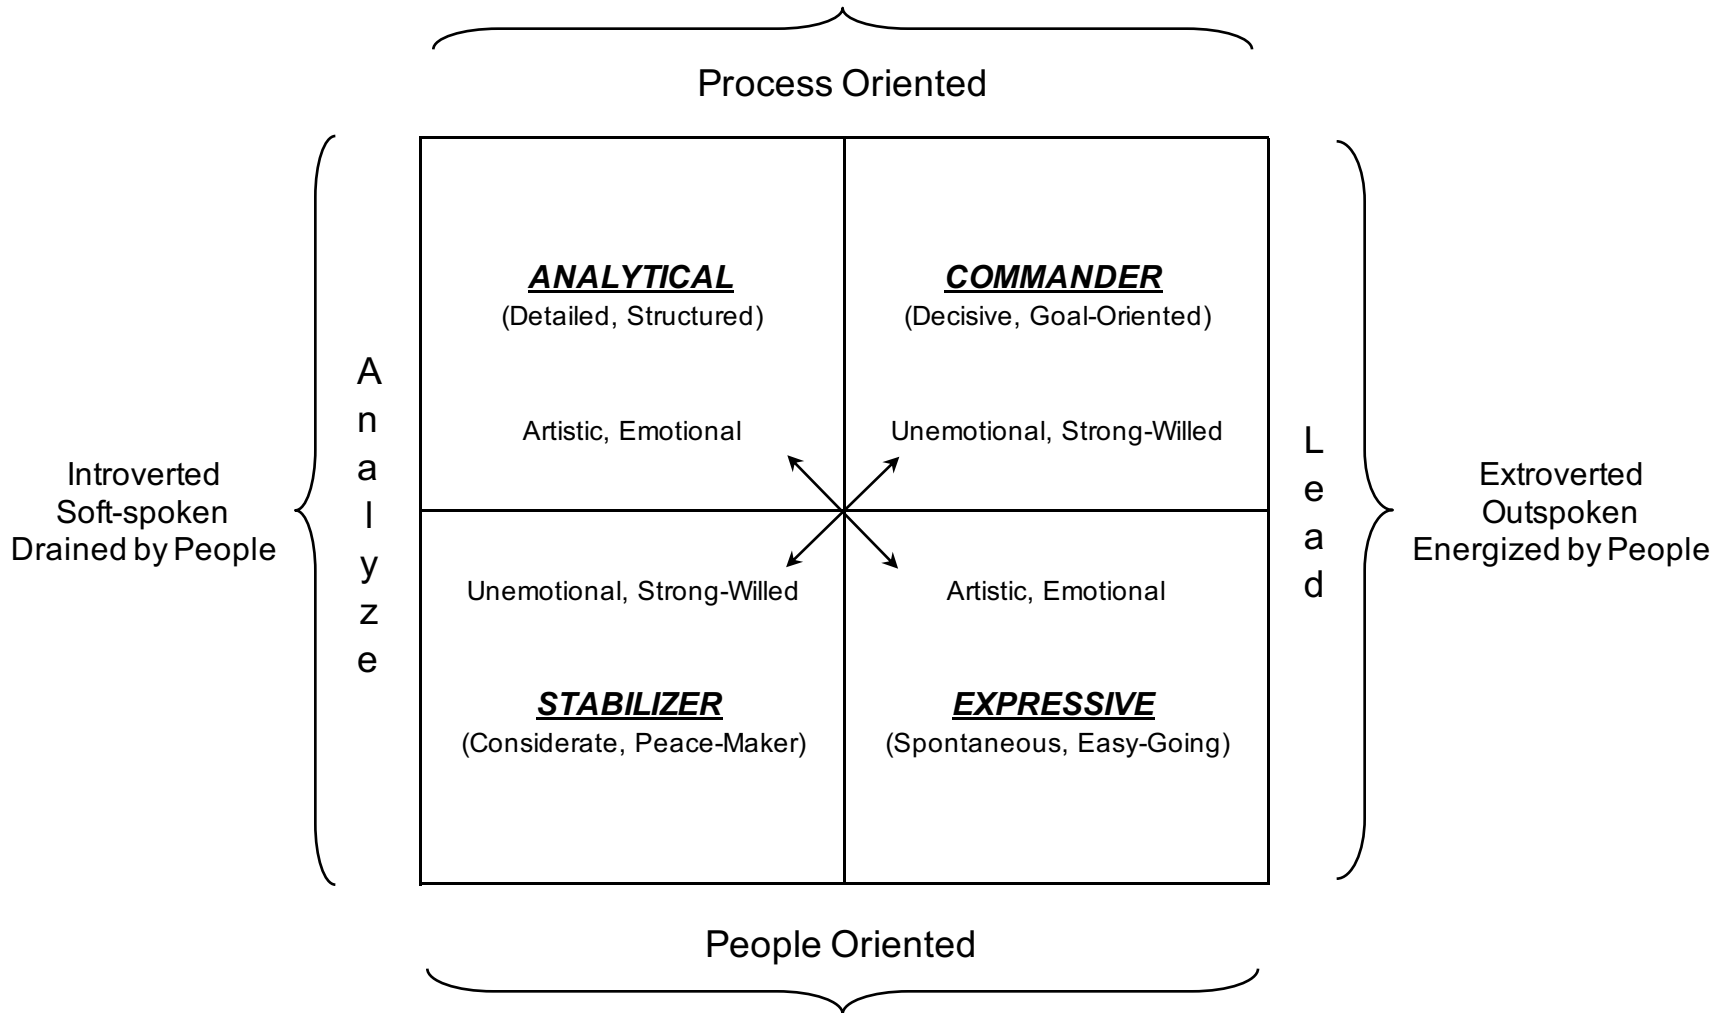 Process Oriented
ANALYTICAL
(Detailed, Structured)
COMMANDER
(Decisive, Goal-Oriented)
Analyze
Artistic, Emotional
Unemotional, Strong-Willed
Lead
Introverted
Soft-spoken
Drained by People
Extroverted
Outspoken
Energized by People
Unemotional, Strong-Willed
Artistic, Emotional
STABILIZER
(Considerate, Peace-Maker)
EXPRESSIVE
(Spontaneous, Easy-Going)
People Oriented